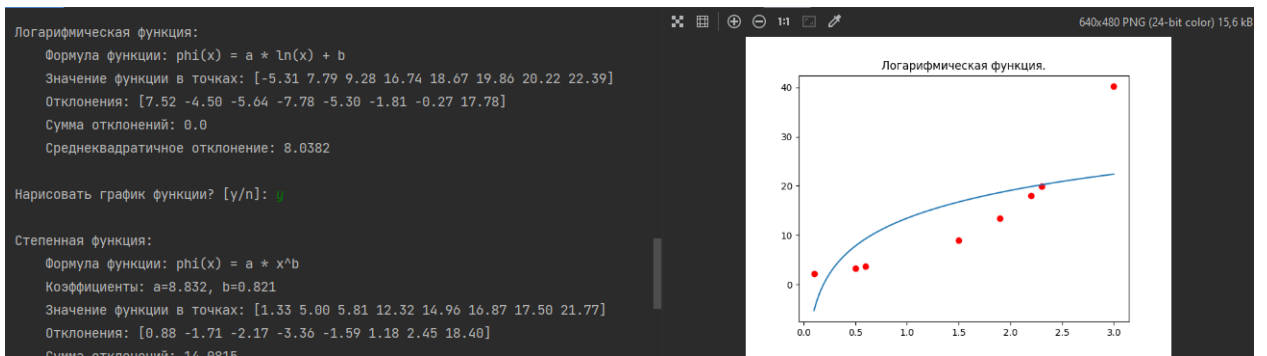 Логарифмическая функция:
Формула функции: phi(x) = a * ln(x) + b
Значение функции в точках: [-5.31 7.79 9.28 16.74 18.67 19.86 20.22 22.39]
Отклонения: [7.52 -4.50 -5.64 -7.78 -5.30 -1.81 -0.27 17.78]
Сумма отклонений: 0.0
Среднеквадратичное отклонение: 8.0382
Нарисовать график функции? [y/n]: y
Степенная функция:
Формула функции: phi(x) = a * x^b
Коэффициенты: a=8.832, b=0.821
Значение функции в точках: [1.33 5.00 5.81 12.32 14.96 16.87 17.50 21.77]
Отклонения: [0.88 -1.71 -2.17 -3.36 -1.59 1.18 2.45 18.40]
Сумма отклонений: 14.0815
1:1
640x480 PNG (24-bit color) 15,6 kB
Логарифмическая функция.
40
30
20
10
0
0.0 0.5 1.0 1.5 2.0 2.5 3.0